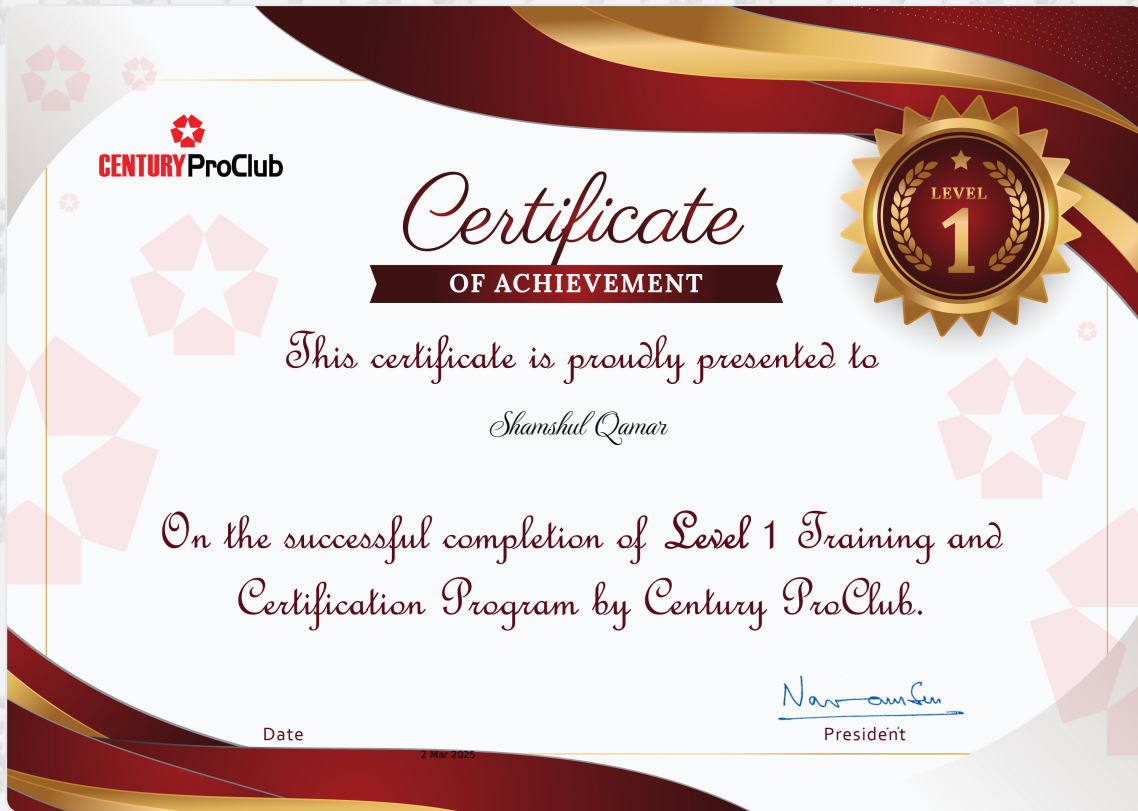 CENTURY ProClub
LEVEL
1
Certificate
OF ACHIEVEMENT
This certificate is proudly presented to
Shamshul Qamar
On the successful completion of Level 1 Training and
Certification Program by Century ProClub.
Date
President
2 Mar 2025